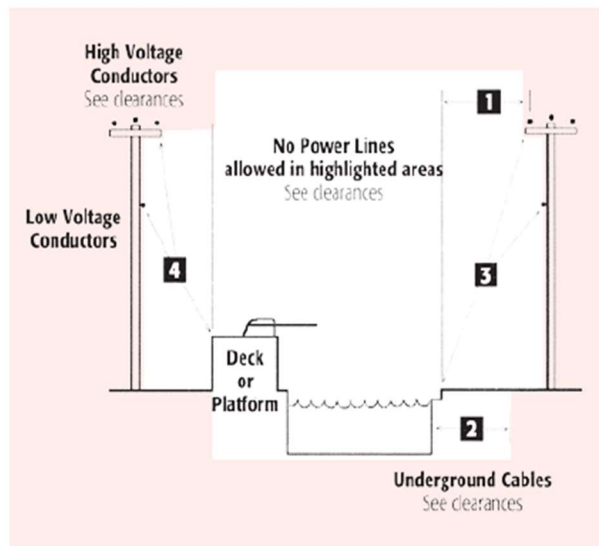 High Voltage
Conductors
See clearances
1
No Power Lines
allowed in highlighted areas
See clearances
Low Voltage
Conductors
4
3
Deck
or
Platform
2
Underground Cables
See clearances